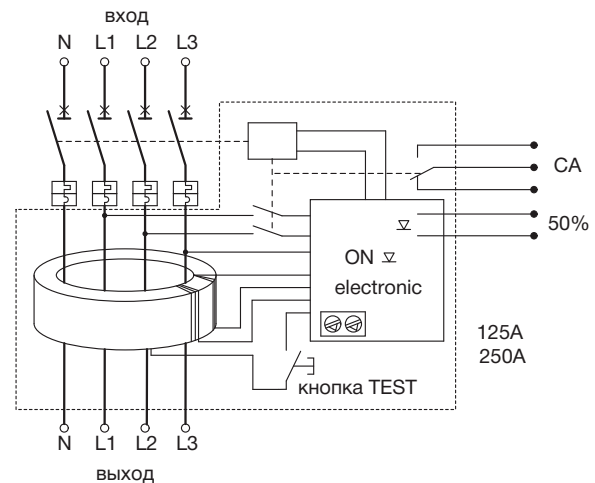 вход
N L1 L2 L3
CA
50%
ON
electronic
125A
250A
кнопка TEST
N L1 L2 L3
выход